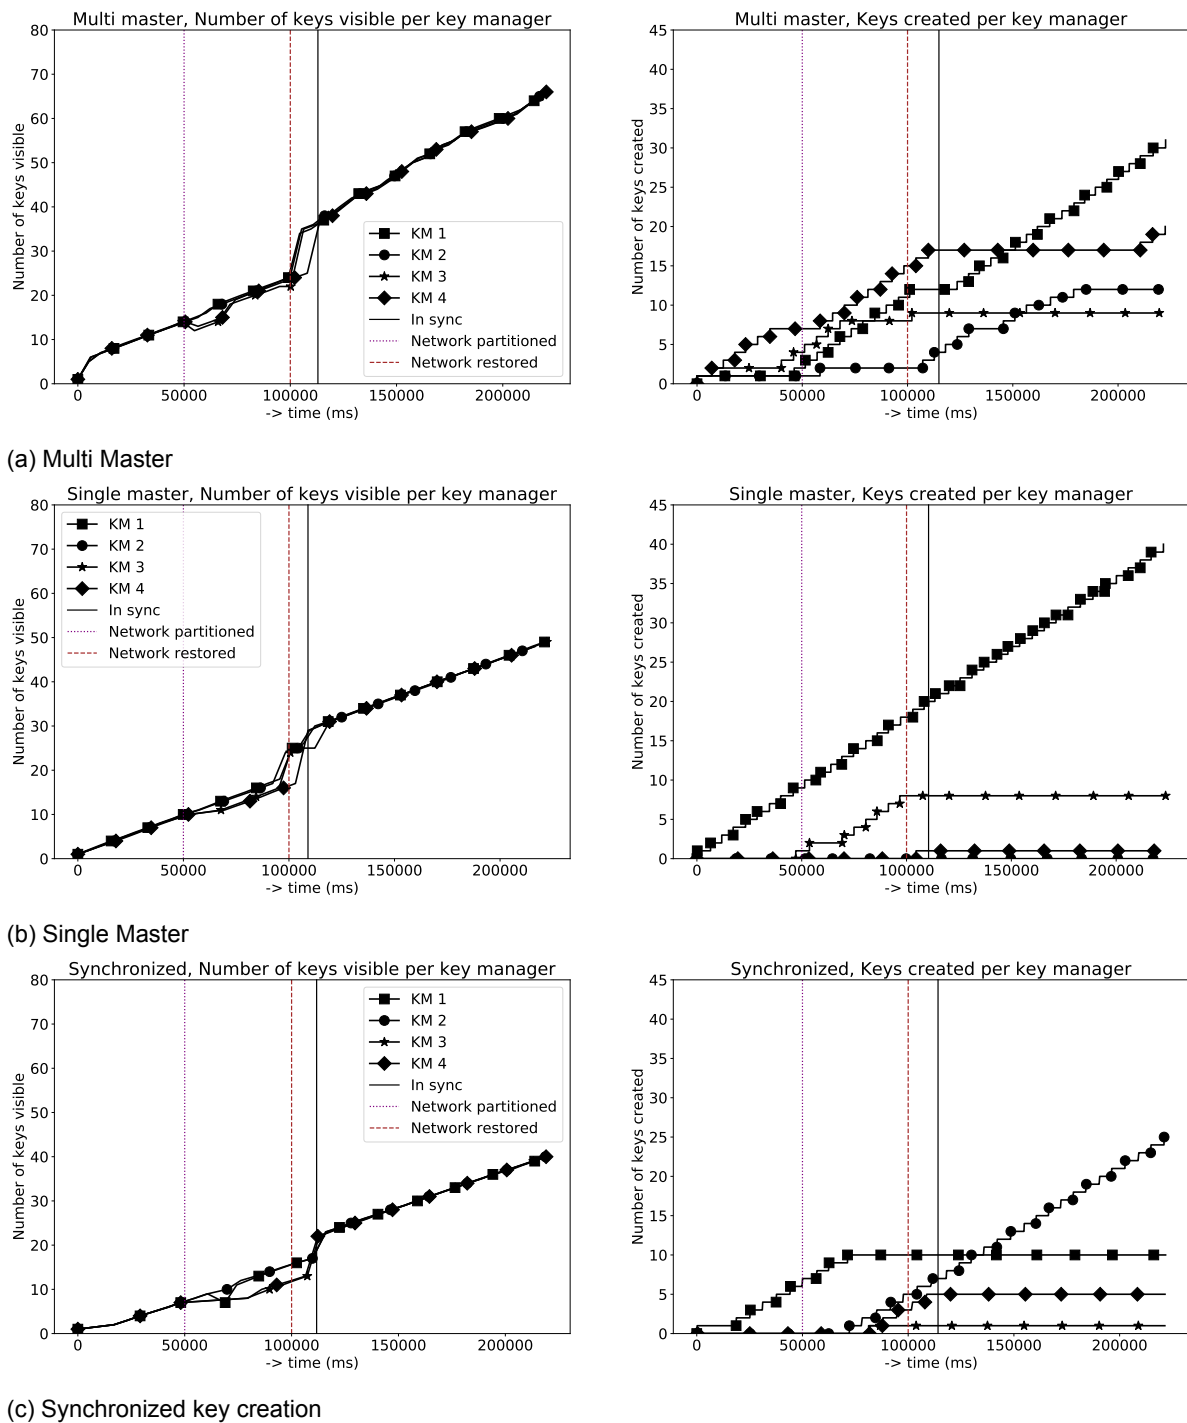 Multi master, Number of keys visible per key manager
Number of keys visible
80
70
60
50
40
30
20
10
0
KM 1
KM 2
KM 3
KM 4
In sync
Network partitioned
Network restored
0 50000 100000 150000 200000
-> time (ms)
Multi master, Keys created per key manager
Number of keys created
45
40
35
30
25
20
15
10
5
0
0 50000 100000 150000 200000
-> time (ms)
(a) Multi Master
Single master, Number of keys visible per key manager
Number of keys visible
80
70
60
50
40
30
20
10
0
KM 1
KM 2
KM 3
KM 4
In sync
Network partitioned
Network restored
0 50000 100000 150000 200000
-> time (ms)
Single master, Keys created per key manager
Number of keys created
45
40
35
30
25
20
15
10
5
0
0 50000 100000 150000 200000
-> time (ms)
(b) Single Master
Synchronized, Number of keys visible per key manager
Number of keys visible
80
70
60
50
40
30
20
10
0
KM 1
KM 2
KM 3
KM 4
In sync
Network partitioned
Network restored
0 50000 100000 150000 200000
-> time (ms)
Synchronized, Keys created per key manager
Number of keys created
45
40
35
30
25
20
15
10
5
0
0 50000 100000 150000 200000
-> time (ms)
(c) Synchronized key creation